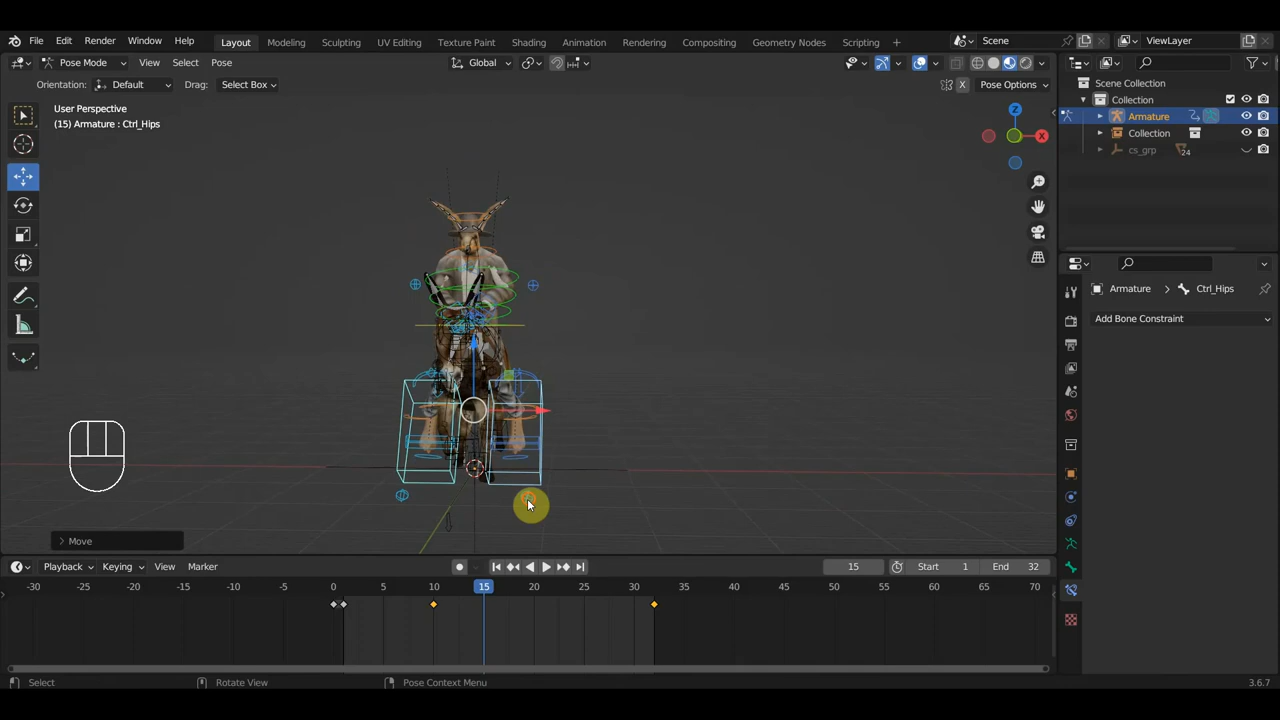 File Edit Render Window Help Layout Modeling Sculpting UV Editing Texture Paint Shading Animation Rendering Compositing Geometry Nodes Scripting + Scene ViewLayer
Pose Mode View Select Pose Global
Orientation: Default Drag: Select Box X Pose Options
Scene Collection
Collection
Armature
Collection
cs_grp 24
User Perspective
(15) Armature : Ctrl_Hips
Z
X
Armature > Ctrl_Hips
Add Bone Constraint
> Move
Playback Keying View Marker 15 Start 1 End 32
-30 -25 -20 -15 -10 -5 0 5 10 15 20 25 30 35 40 45 50 55 60 65 70
Select Rotate View Pose Context Menu 3.6.7